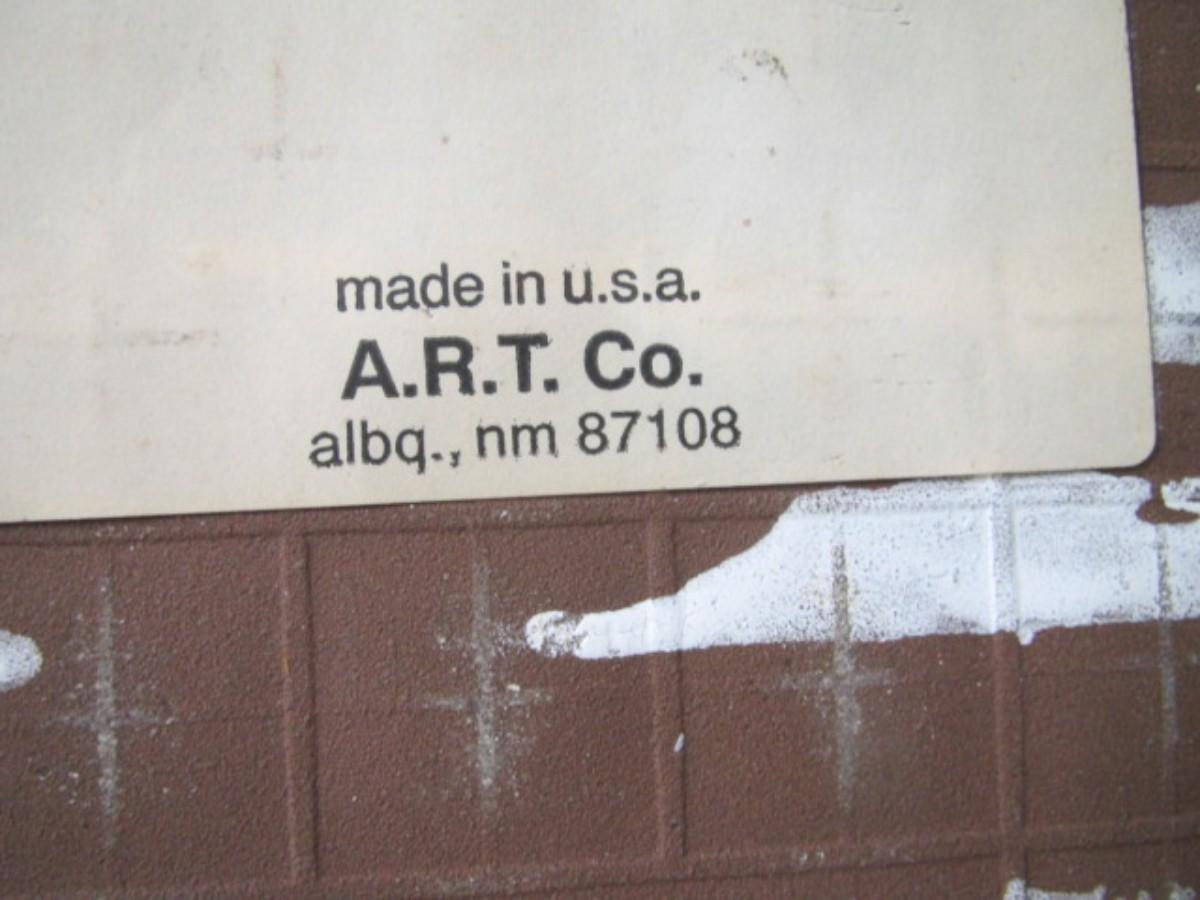 made in u.s.a.
A.R.T. Co.
albq., nm 87108